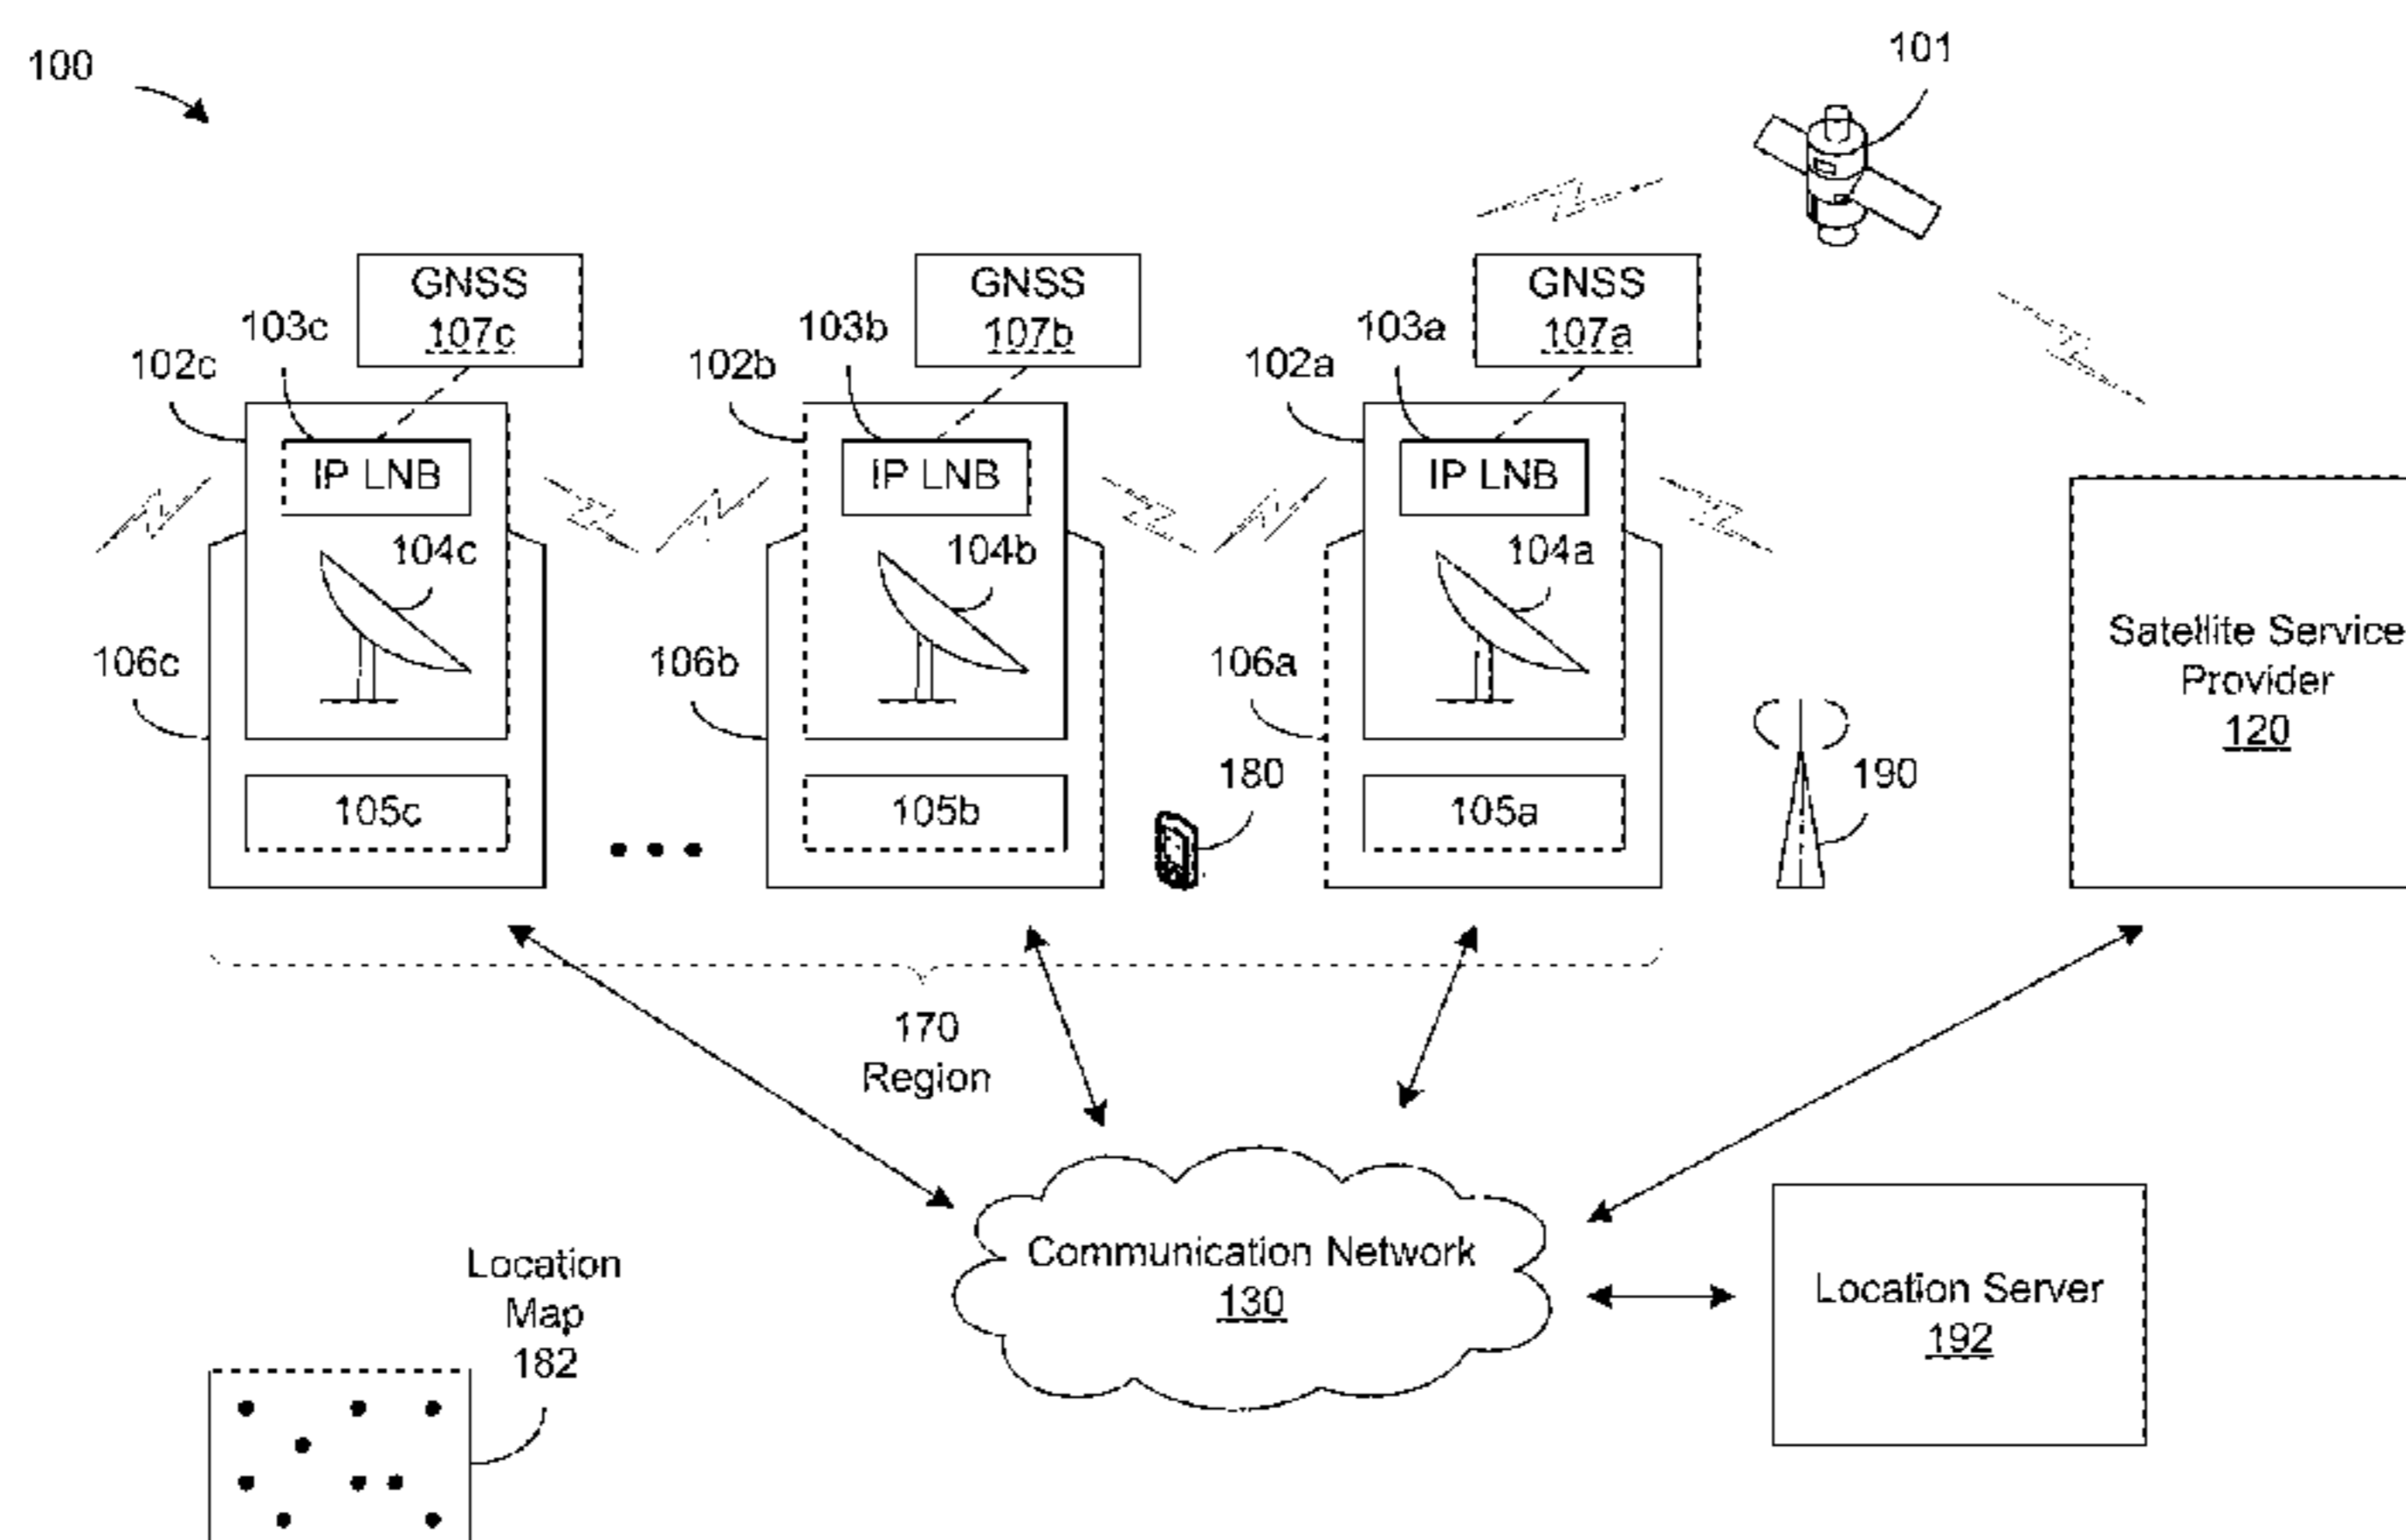 100
101
GNSS
107c
GNSS
107b
GNSS
107a
103c
103b
103a
102c
102b
102a
IP LNB
IP LNB
IP LNB
104c
104b
104a
106c
106b
106a
Satellite Service
Provider
120
180
190
105c
105b
105a
170
Region
Communication Network
130
Location Server
192
Location
Map
182